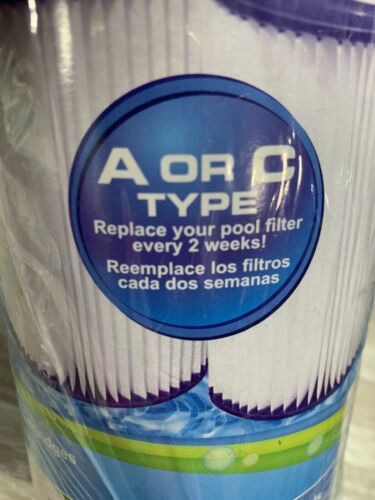 A OR C
TYPE
Replace your pool filter
every 2 weeks!
Reemplace los filtros
cada dos semanas